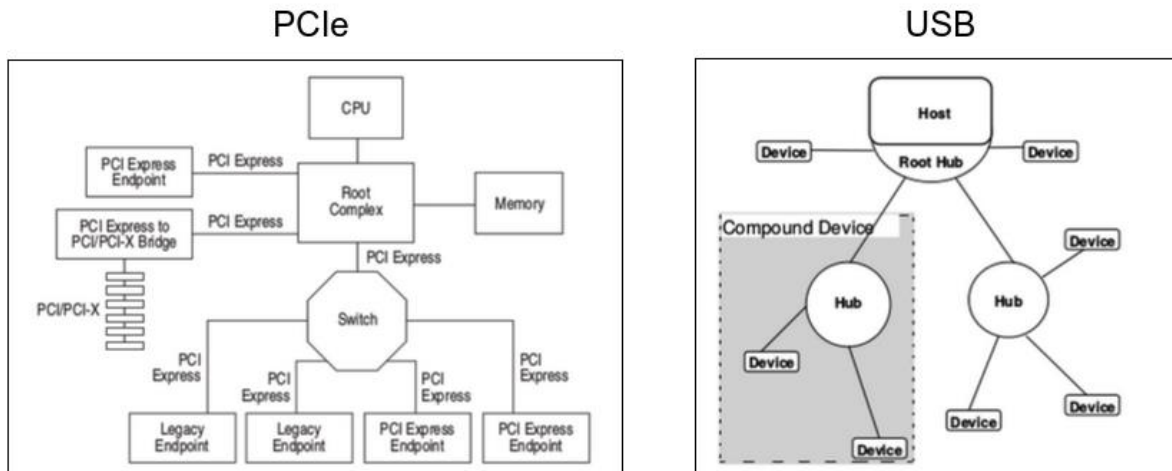 PCIe
CPU
PCI Express
Endpoint
PCI Express
Root
Complex
Memory
PCI Express to
PCI/PCI-X Bridge
PCI Express
PCI Express
PCI/PCI-X
Switch
PCI
Express
PCI
Express
PCI
Express
PCI
Express
Legacy
Endpoint
Legacy
Endpoint
PCI Express
Endpoint
PCI Express
Endpoint
USB
Host
Root Hub
Device
Device
Compound Device
Hub
Device
Device
Hub
Device
Device
Device